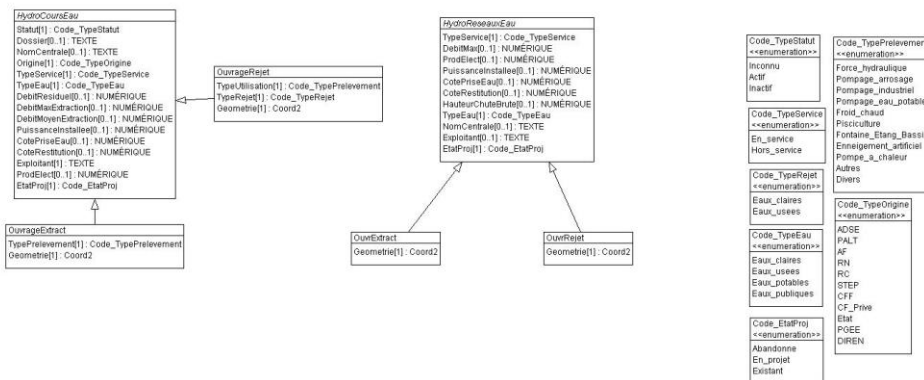 HydroCoursEau
Statut[1] : Code_TypeStatut
Dossier[0..1] : TEXTE
NomCentrale[0..1] : TEXTE
Origine[1] : Code_TypeOrigine
TypeService[1] : Code_TypeService
TypeEau[1] : Code_TypeEau
DebitResiduel[0..1] : NUMÉRIQUE
DebitMaxExtraction[0..1] : NUMÉRIQUE
DebitMoyenExtraction[0..1] : NUMÉRIQUE
PuissanceInstallee[0..1] : NUMÉRIQUE
CotePriseEau[0..1] : NUMÉRIQUE
CoteRestitution[0..1] : NUMÉRIQUE
Exploitant[1] : TEXTE
ProdElect[0..1] : NUMÉRIQUE
EtatProj[1] : Code_EtatProj
OuvrageRejet
TypeUtilisation[1] : Code_TypePrelevement
TypeRejet[1] : Code_TypeRejet
Geometrie[1] : Coord2
OuvrageExtract
TypePrelevement[1] : Code_TypePrelevement
Geometrie[1] : Coord2
HydroReseauxEau
TypeService[1] : Code_TypeService
DebitMax[0..1] : NUMÉRIQUE
ProdElect[0..1] : NUMÉRIQUE
PuissanceInstallee[0..1] : NUMÉRIQUE
CotePriseEau[0..1] : NUMÉRIQUE
CoteRestitution[0..1] : NUMÉRIQUE
HauteurChuteBrute[0..1] : NUMÉRIQUE
TypeEau[1] : Code_TypeEau
NomCentrale[0..1] : TEXTE
Exploitant[0..1] : TEXTE
EtatProj[1] : Code_EtatProj
OuvrExtract
Geometrie[1] : Coord2
OuvrRejet
Geometrie[1] : Coord2
Code_TypeStatut
<<enumeration>>
Inconnu
Actif
Inactif
Code_TypeService
<<enumeration>>
En_service
Hors_service
Code_TypeRejet
<<enumeration>>
Eaux_claires
Eaux_usees
Code_TypeEau
<<enumeration>>
Eaux_claires
Eaux_usees
Eaux_potables
Eaux_publiques
Code_EtatProj
<<enumeration>>
Abandonne
En_projet
Existant
Code_TypePrelevement
<<enumeration>>
Force_hydraulique
Pompage_arrosage
Pompage_industriel
Pompage_eau_potable
Froid_chaud
Pisciculture
Fontaine_Etang_Bassi
Enneigement_artificiel
Pompe_a_chaleur
Autres
Divers
Code_TypeOrigine
<<enumeration>>
ADSE
PALT
AF
RN
RC
STEP
CFF
CF_Prive
Etat
PGEE
DIREN